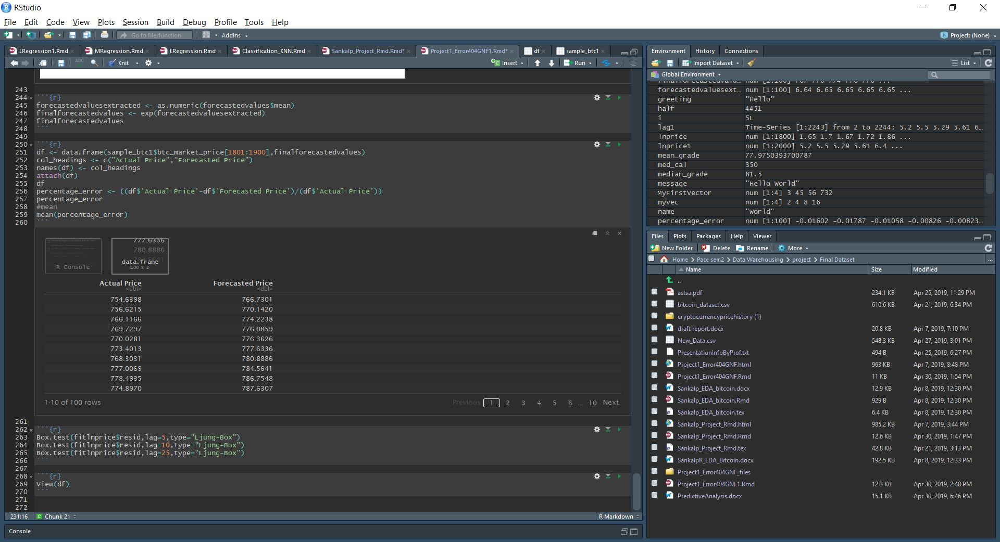 RStudio
File Edit Code View Plots Session Build Debug Profile Tools Help
Go to file/function Addins Project: (None)
LRegression1.Rmd MRegression.Rmd LRegression.Rmd Classification_KNN.Rmd Sankalp_Project_Rmd.Rmd* Project1_Error404GNF1.Rmd* df sample_btc1
ABC Knit Insert Run
243
244 ```{r}
245 forecastedvaluesextracted <- as.numeric(forecastedvalues$mean)
246 finalforecastedvalues <- exp(forecastedvaluesextracted)
247 finalforecastedvalues
248 ```
249
250 ```{r}
251 df <- data.frame(sample_btc1$btc_market_price[1801:1900],finalforecastedvalues)
252 col_headings <- c("Actual Price","Forecasted Price")
253 names(df) <- col_headings
254 attach(df)
255 df
256 percentage_error <- ((df$'Actual Price'-df$'Forecasted Price')/(df$'Actual Price'))
257 percentage_error
258 #mean
259 mean(percentage_error)
260 ```
R Console
777.6336
780.8886
784.5641
data.frame
100 x 2
Actual Price Forecasted Price
<dbl> <dbl>
754.6398 766.7301
756.6215 770.1420
766.1166 774.2238
769.7297 776.0859
770.0281 776.3626
773.4013 777.6336
768.3031 780.8886
777.0069 784.5641
778.4935 786.7548
774.8970 787.6307
1-10 of 100 rows Previous 1 2 3 4 5 6 ... 10 Next
261
262 ```{r}
263 Box.test(fitlnprice$resid,lag=5,type="Ljung-Box")
264 Box.test(fitlnprice$resid,lag=10,type="Ljung-Box")
265 Box.test(fitlnprice$resid,lag=25,type="Ljung-Box")
266 ```
267
268 ```{r}
269 View(df)
270 ```
271
272
231:16 C Chunk 21 R Markdown
Console
Environment History Connections
Import Dataset List
Global Environment
forecastedvaluesext... num [1:100] 6.64 6.65 6.65 6.65 6.65 ...
greeting "Hello"
half 4451
i 5L
lag1 Time-Series [1:2243] from 2 to 2244: 5.2 5.5 5.29 5.61 6...
lnprice num [1:1800] 1.65 1.7 1.67 1.72 1.86 ...
lnprice1 num [1:2000] 5.2 5.5 5.29 5.61 6.4 ...
mean_grade 77.9750393700787
med_cal 350
median_grade 81.5
message "Hello World"
MyFirstVector num [1:4] 3 45 56 732
myvec num [1:4] 2 4 8 16
name "World"
percentage_error num [1:100] -0.01602 -0.01787 -0.01058 -0.00826 -0.00823...
Files Plots Packages Help Viewer
New Folder Delete Rename More
Home > Pace sem2 > Data Warehousing > project > Final Dataset ...
Name Size Modified
..
astsa.pdf 234.1 KB Apr 25, 2019, 11:29 PM
bitcoin_dataset.csv 610.6 KB Apr 21, 2019, 6:34 PM
cryptocurrencypricehistory (1)
draft report.docx 20.8 KB Apr 7, 2019, 7:10 PM
New_Data.csv 548.3 KB Apr 27, 2019, 3:01 PM
PresentationInfoByProf.txt 494 B Apr 25, 2019, 6:27 PM
Project1_Error404GNF.html 963 KB Apr 7, 2019, 8:48 PM
Project1_Error404GNF.Rmd 11 KB Apr 30, 2019, 1:54 PM
Sankalp_EDA_bitcoin.docx 12.9 KB Apr 8, 2019, 12:30 PM
Sankalp_EDA_bitcoin.Rmd 929 B Apr 8, 2019, 12:30 PM
Sankalp_EDA_bitcoin.tex 6.4 KB Apr 8, 2019, 12:30 PM
Sankalp_Project_Rmd.html 985.2 KB Apr 7, 2019, 3:44 PM
Sankalp_Project_Rmd.Rmd 12.6 KB Apr 30, 2019, 1:47 PM
Sankalp_Project_Rmd.tex 42.8 KB Apr 21, 2019, 3:13 PM
SankalpR_EDA_Bitcoin.docx 192.5 KB Apr 8, 2019, 12:33 PM
Project1_Error404GNF_files
Project1_Error404GNF1.Rmd 12.3 KB Apr 30, 2019, 2:40 PM
PredictiveAnalysis.docx 15.1 KB Apr 30, 2019, 6:46 PM